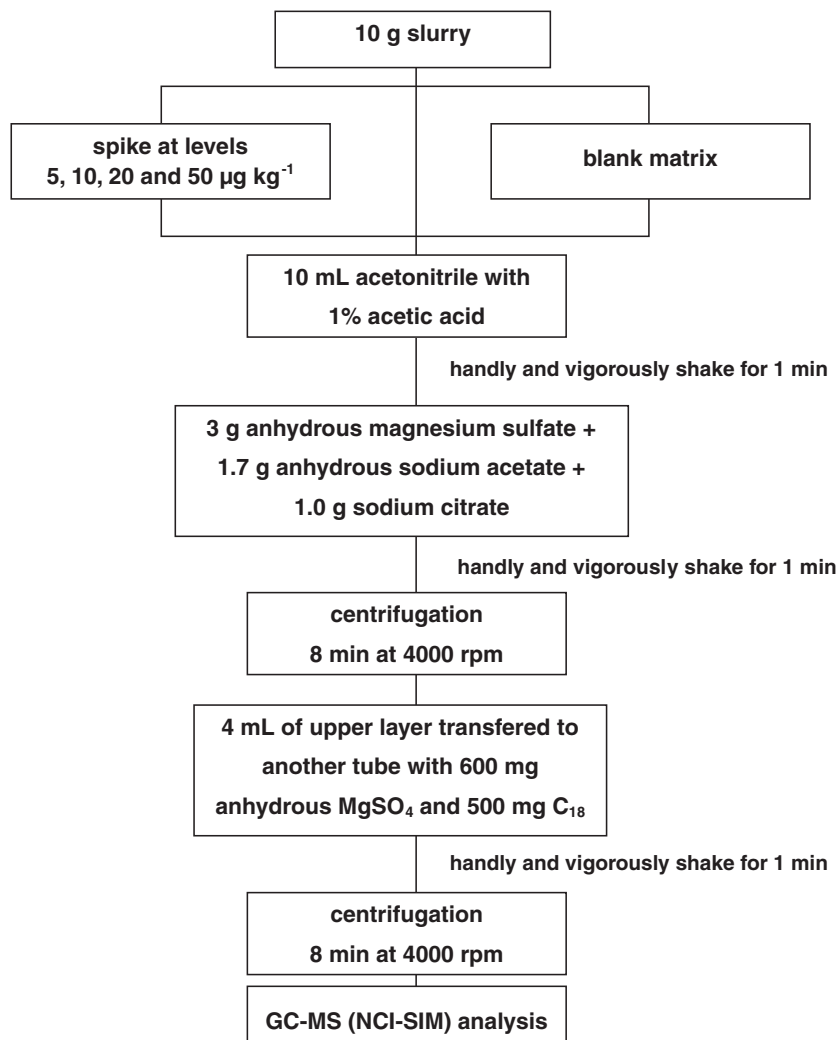 10 g slurry
spike at levels
5, 10, 20 and 50 µg kg⁻¹
blank matrix
10 mL acetonitrile with
1% acetic acid
handly and vigorously shake for 1 min
3 g anhydrous magnesium sulfate +
1.7 g anhydrous sodium acetate +
1.0 g sodium citrate
handly and vigorously shake for 1 min
centrifugation
8 min at 4000 rpm
4 mL of upper layer transfered to
another tube with 600 mg
anhydrous MgSO₄ and 500 mg C₁₈
handly and vigorously shake for 1 min
centrifugation
8 min at 4000 rpm
GC-MS (NCI-SIM) analysis